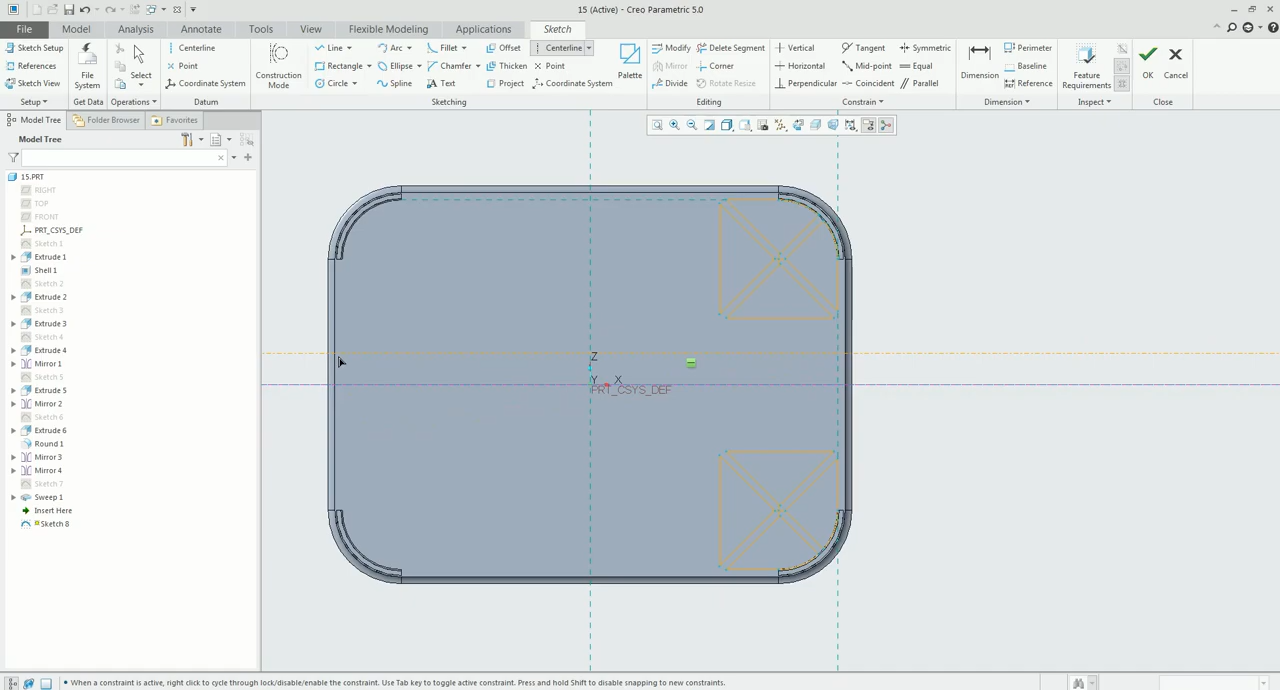 15 (Active) - Creo Parametric 5.0
File Model Analysis Annotate Tools View Flexible Modeling Applications Sketch
Sketch Setup
References
Sketch View
Setup
File System
Get Data
Select
Operations
Centerline
Point
Coordinate System
Datum
Construction Mode
Line Arc Fillet Offset Centerline
Rectangle Ellipse Chamfer Thicken Point
Circle Spline Text Project Coordinate System
Palette
Sketching
Modify Delete Segment
Mirror Corner
Divide Rotate Resize
Editing
Vertical Tangent Symmetric
Horizontal Mid-point Equal
Perpendicular Coincident Parallel
Constrain
Dimension
Perimeter
Baseline
Reference
Dimension
Feature Requirements
Inspect
OK Cancel
Close
Model Tree Folder Browser Favorites
Model Tree
15.PRT
RIGHT
TOP
FRONT
PRT_CSYS_DEF
Sketch 1
Extrude 1
Shell 1
Sketch 2
Extrude 2
Sketch 3
Extrude 3
Sketch 4
Extrude 4
Mirror 1
Sketch 5
Extrude 5
Mirror 2
Sketch 6
Extrude 6
Round 1
Mirror 3
Mirror 4
Sketch 7
Sweep 1
Insert Here
Sketch 8
Z
Y X
PRT_CSYS_DEF
• When a constraint is active, right click to cycle through lock/disable/enable the constraint. Use Tab key to toggle active constraint. Press and hold Shift to disable snapping to new constraints.